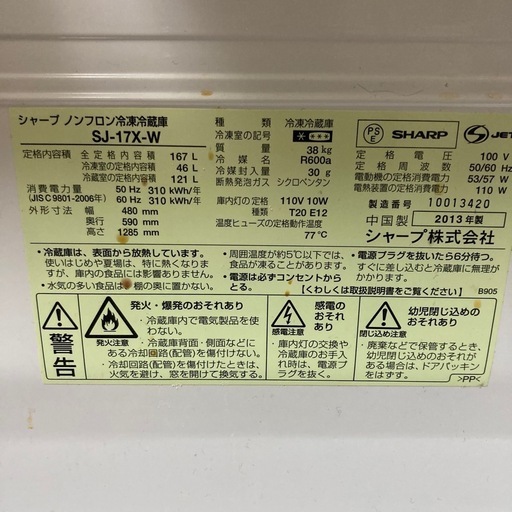 シャープ ノンフロン冷凍冷蔵庫
SJ-17X-W
定格内容積 全定格内容積 167 L
冷凍室の定格内容積 46 L
冷蔵室の定格内容積 121 L
消費電力量 50 Hz 310 kWh/年
(JIS C 9801-2006年) 60 Hz 310 kWh/年
外形寸法 幅 480 mm
奥行 590 mm
高さ 1285 mm
種類 冷凍冷蔵庫
冷凍室の記号
質量 38 kg
冷媒 R600a
冷媒封入量 30 g
断熱発泡ガス シクロペンタン
庫内灯の定格 110V 10W
種類 T20 E12
温度ヒューズの定格動作温度
77℃
PS
E
SHARP
JET
定格電圧 100 V
定格周波数 50/60 Hz
電動機の定格消費電力 53/57 W
電熱装置の定格消費電力 110 W
製造番号 10013420
中国製 2013年製
シャープ株式会社
• 冷蔵庫は、表面から放熱しています。
使いはじめや夏場は、特に熱く感じますが、庫内の食品には影響ありません。
• 水気の多い食品は棚の奥に置かない
• 周囲温度が約5℃以下では、食品が凍ることがあります。
• 電源は必ずコンセントからとる。
• 電源プラグを抜いたら6分待つ。
すぐに差し込むと冷蔵庫に無理がかかります。
【くわしくは取扱説明書をご覧ください】
B905
警告
発火注意
発火・爆発のおそれあり
• 冷蔵庫内で電気製品を使わない。
• 冷蔵庫背面・側面などにある冷却回路(配管)を傷付けない。
• 冷却回路(配管)を傷付けたときは、火気を避け、窓を開けて換気
感電注意
感電のおそれあり
• 庫内灯の交換や冷蔵庫のお手入れ時は、電源プラグを抜く。
閉じ込め注意
幼児閉じ込めのおそれあり
• 廃棄などで保管するとき、幼児閉じ込めのおそれがある場合は、ドアパッキンをはずす。
>PP<